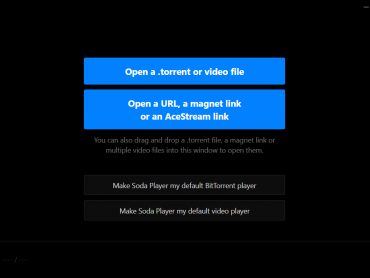 Open a .torrent or video file
Open a URL, a magnet link
or an AceStream link
You can also drag and drop a .torrent file, a magnet link or
multiple video files into this window to open them.
Make Soda Player my default BitTorrent player
Make Soda Player my default video player
--- / ---